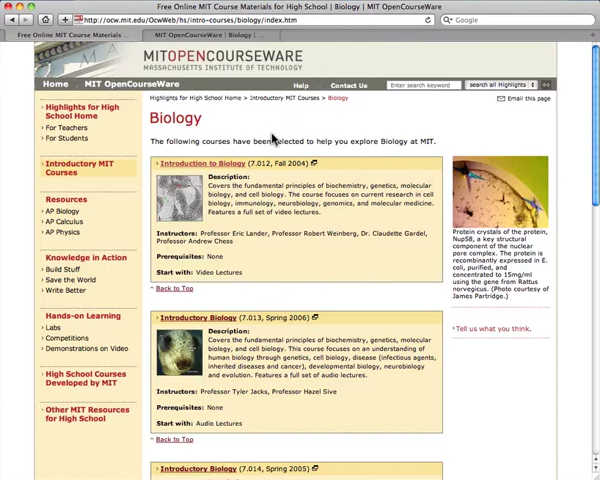 Free Online MIT Course Materials for High School | Biology | MIT OpenCourseWare
http://ocw.mit.edu/OcwWeb/hs/intro-courses/biology/index.htm
Google
Free Online MIT Course Materials ...
MIT OpenCourseWare | Biology | ...
MITOPENCOURSEWARE
MASSACHUSETTS INSTITUTE OF TECHNOLOGY
Home
MIT OpenCourseWare
Help
Contact Us
Enter search keyword
search all Highlights
GO
Highlights for High School Home > Introductory MIT Courses > Biology
Email this page
Highlights for High
School Home
For Teachers
For Students
Introductory MIT
Courses
Resources
AP Biology
AP Calculus
AP Physics
Knowledge in Action
Build Stuff
Save the World
Write Better
Hands-on Learning
Labs
Competitions
Demonstrations on Video
High School Courses
Developed by MIT
Other MIT Resources
for High School
Biology
The following courses have been selected to help you explore Biology at MIT.
Introduction to Biology (7.012, Fall 2004)
Description:
Covers the fundamental principles of biochemistry, genetics, molecular
biology, and cell biology. The course focuses on current research in cell
biology, immunology, neurobiology, genomics, and molecular medicine.
Features a full set of video lectures.
Instructors: Professor Eric Lander, Professor Robert Weinberg, Dr. Claudette Gardel,
Professor Andrew Chess
Prerequisites: None
Start with: Video Lectures
^ Back to Top
Introductory Biology (7.013, Spring 2006)
Description:
Covers the fundamental principles of biochemistry, genetics, molecular
biology, and cell biology. This course focuses on an understanding of
human biology through genetics, cell biology, disease (infectious agents,
inherited diseases and cancer), developmental biology, neurobiology
and evolution. Features a full set of audio lectures.
Instructors: Professor Tyler Jacks, Professor Hazel Sive
Prerequisites: None
Start with: Audio Lectures
^ Back to Top
Introductory Biology (7.014, Spring 2005)
Protein crystals of the protein,
Nup58, a key structural
component of the nuclear
pore complex. The protein is
recombinantly expressed in E.
coli, purified, and
concentrated to 15mg/ml
using the gene from Rattus
norvegicus. (Photo courtesy of
James Partridge.)
Tell us what you think.